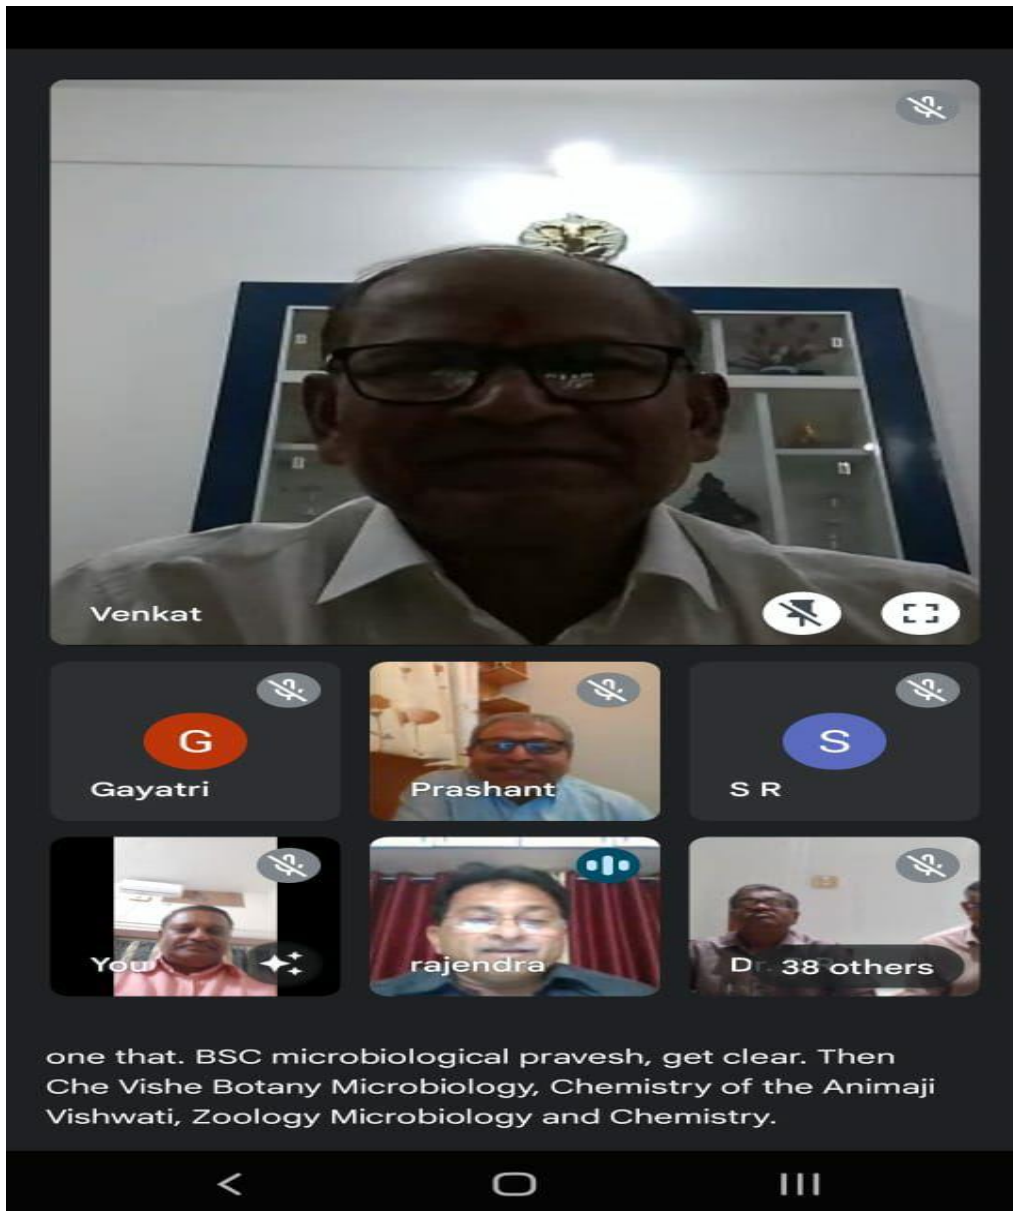 Venkat
G
Gayatri
Prashant
S
S R
You
rajendra
Dr.
38 others
one that. BSC microbiological pravesh, get clear. Then
Che Vishe Botany Microbiology, Chemistry of the Animaji
Vishwati, Zoology Microbiology and Chemistry.